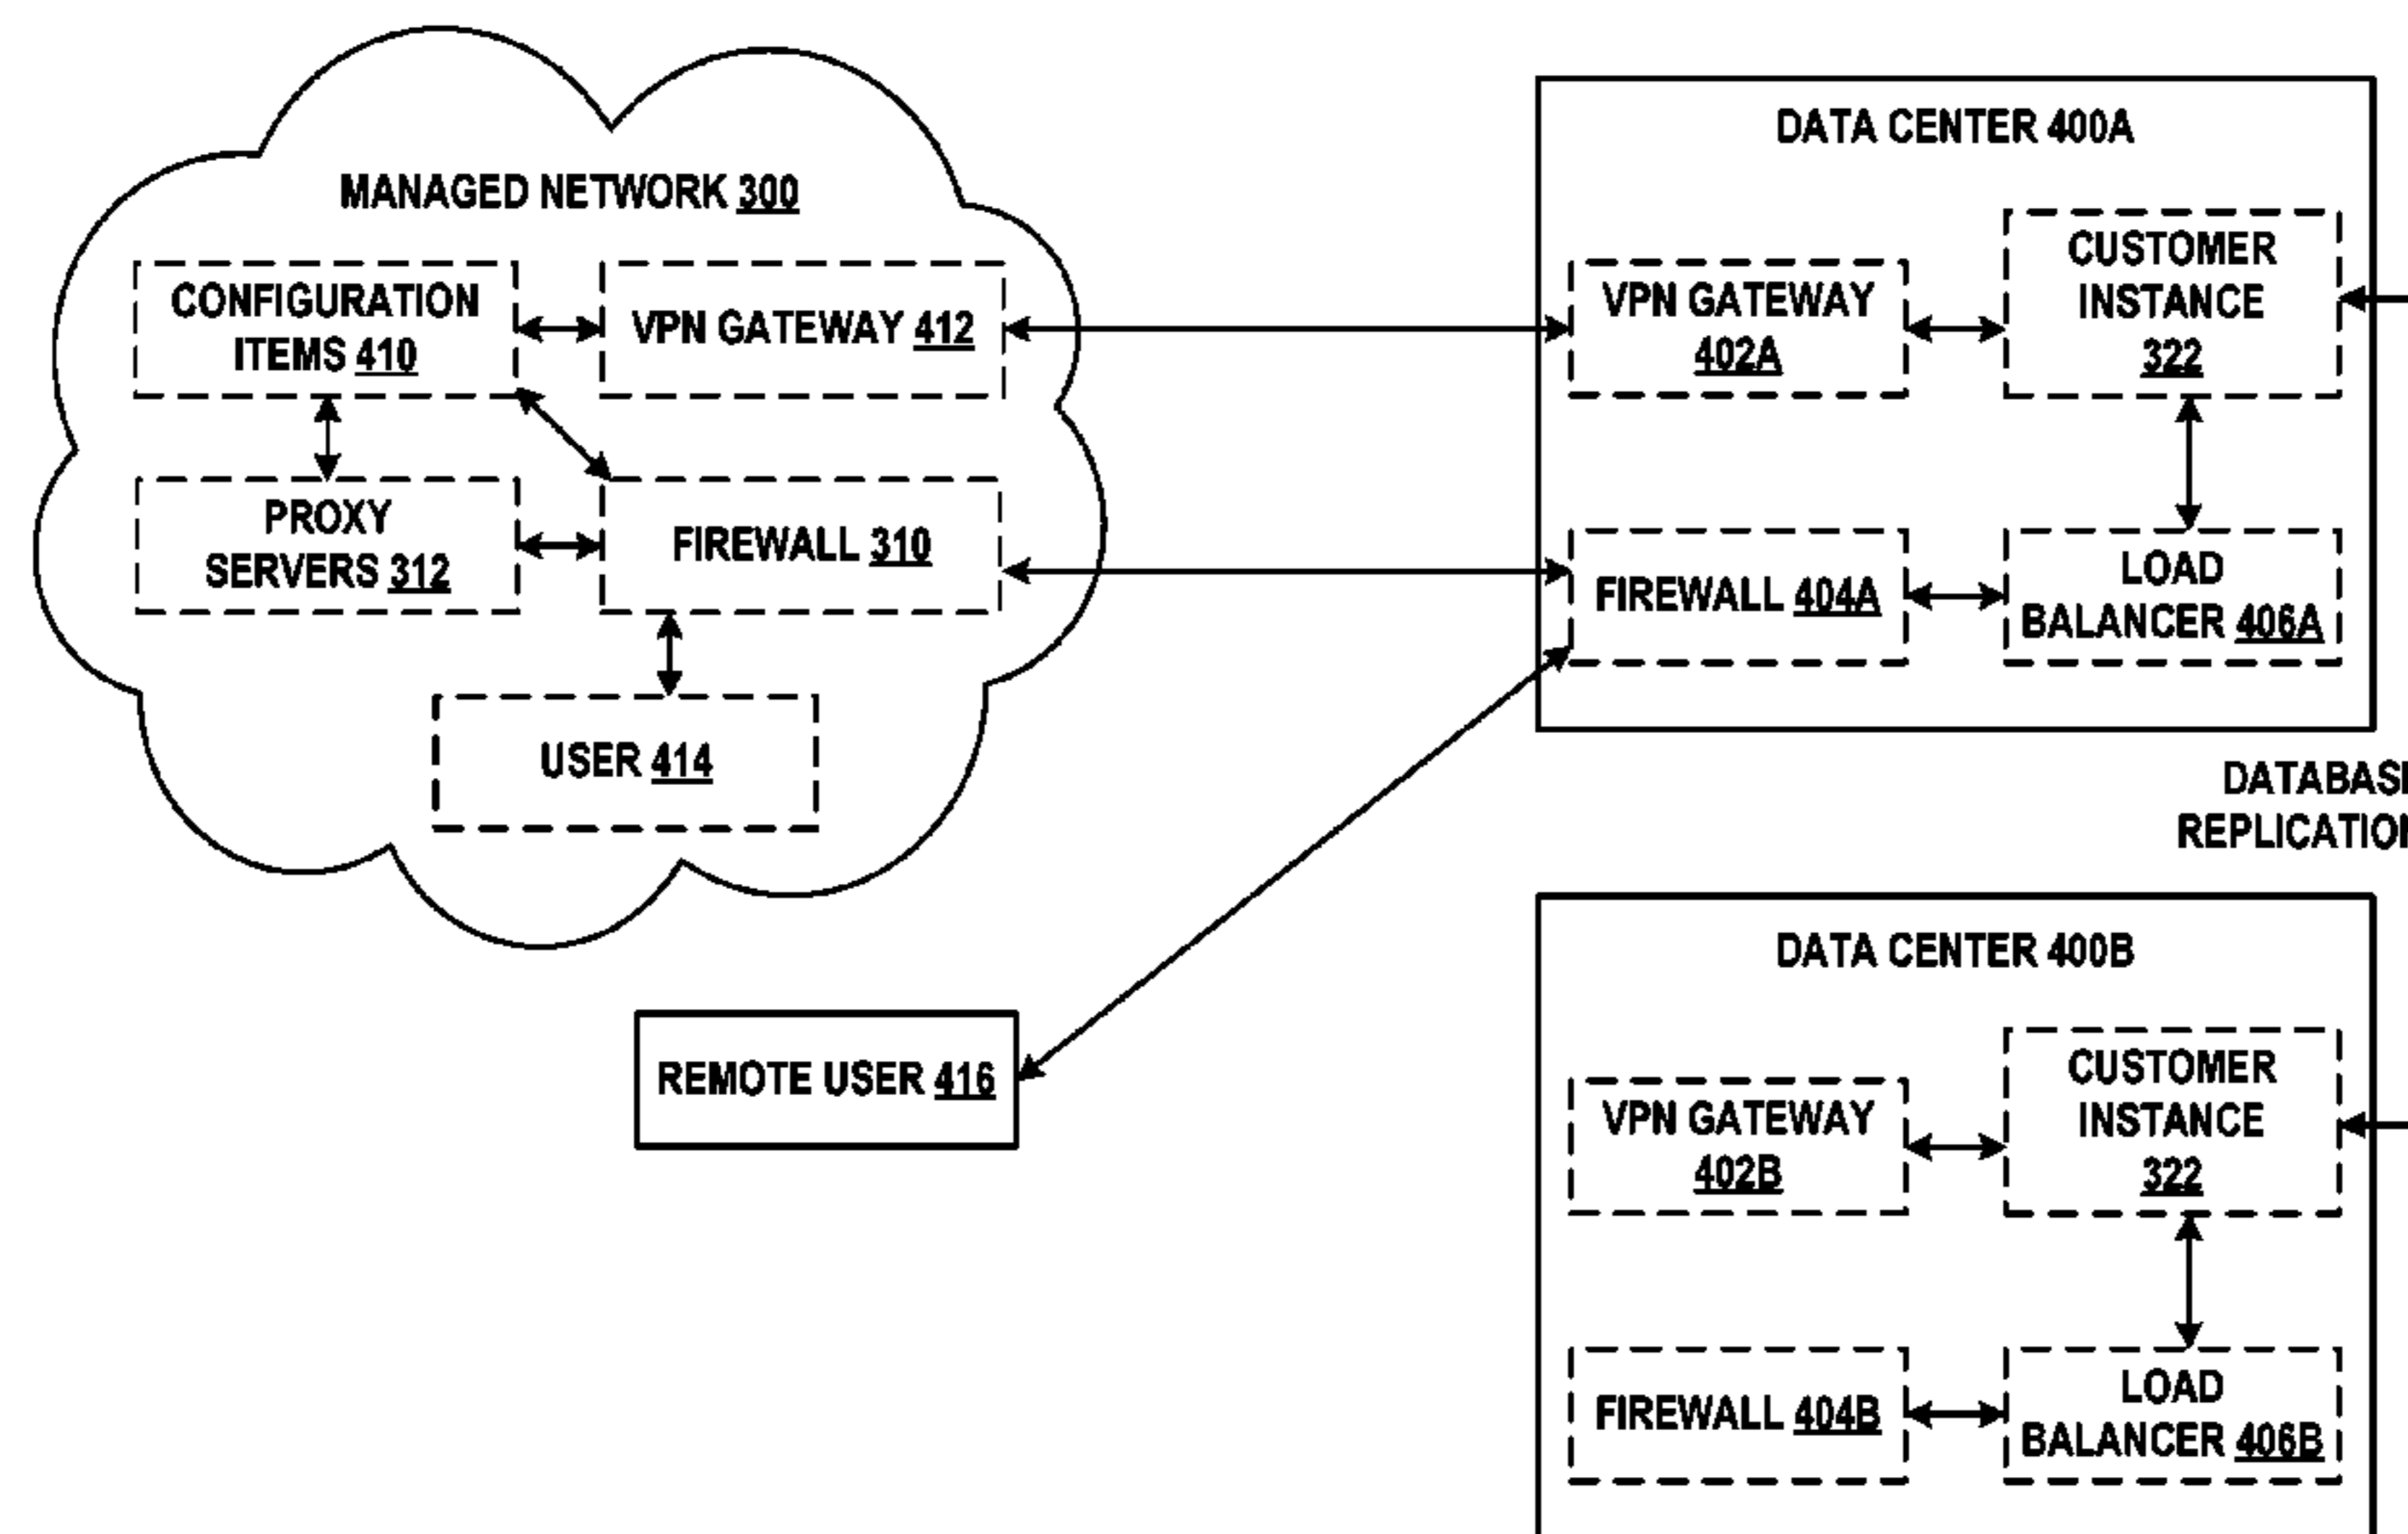 MANAGED NETWORK 300
CONFIGURATION
ITEMS 410
VPN GATEWAY 412
PROXY
SERVERS 312
FIREWALL 310
USER 414
REMOTE USER 416
DATA CENTER 400A
VPN GATEWAY
402A
CUSTOMER
INSTANCE
322
FIREWALL 404A
LOAD
BALANCER 406A
DATABASE
REPLICATION
DATA CENTER 400B
VPN GATEWAY
402B
CUSTOMER
INSTANCE
322
FIREWALL 404B
LOAD
BALANCER 406B